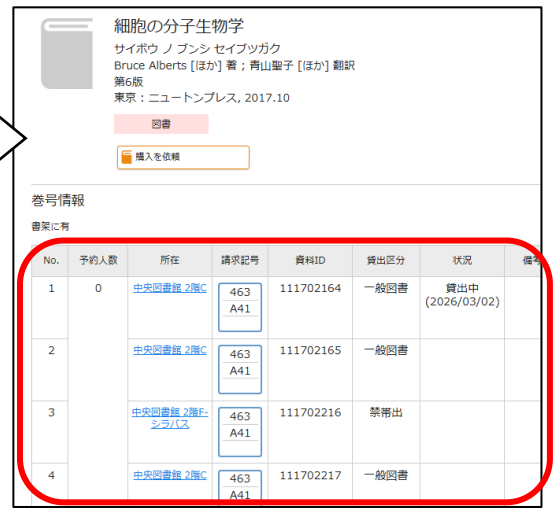 細胞の分子生物学
サイボウ ノ ブンシ セイブツガク
Bruce Alberts [ほか] 著 ; 青山聖子 [ほか] 翻訳
第6版
東京 : ニュートンプレス, 2017.10
図書
購入を依頼
巻号情報
書架に有
No. 予約人数 所在 請求記号 資料ID 貸出区分 状況 備考
1 0 中央図書館 2階C 463 111702164 一般図書 貸出中
A41 (2026/03/02)
2 中央図書館 2階C 463 111702165 一般図書
A41
3 中央図書館 2階F- 463 111702216 禁帯出
シラバス A41
4 中央図書館 2階C 463 111702217 一般図書
A41